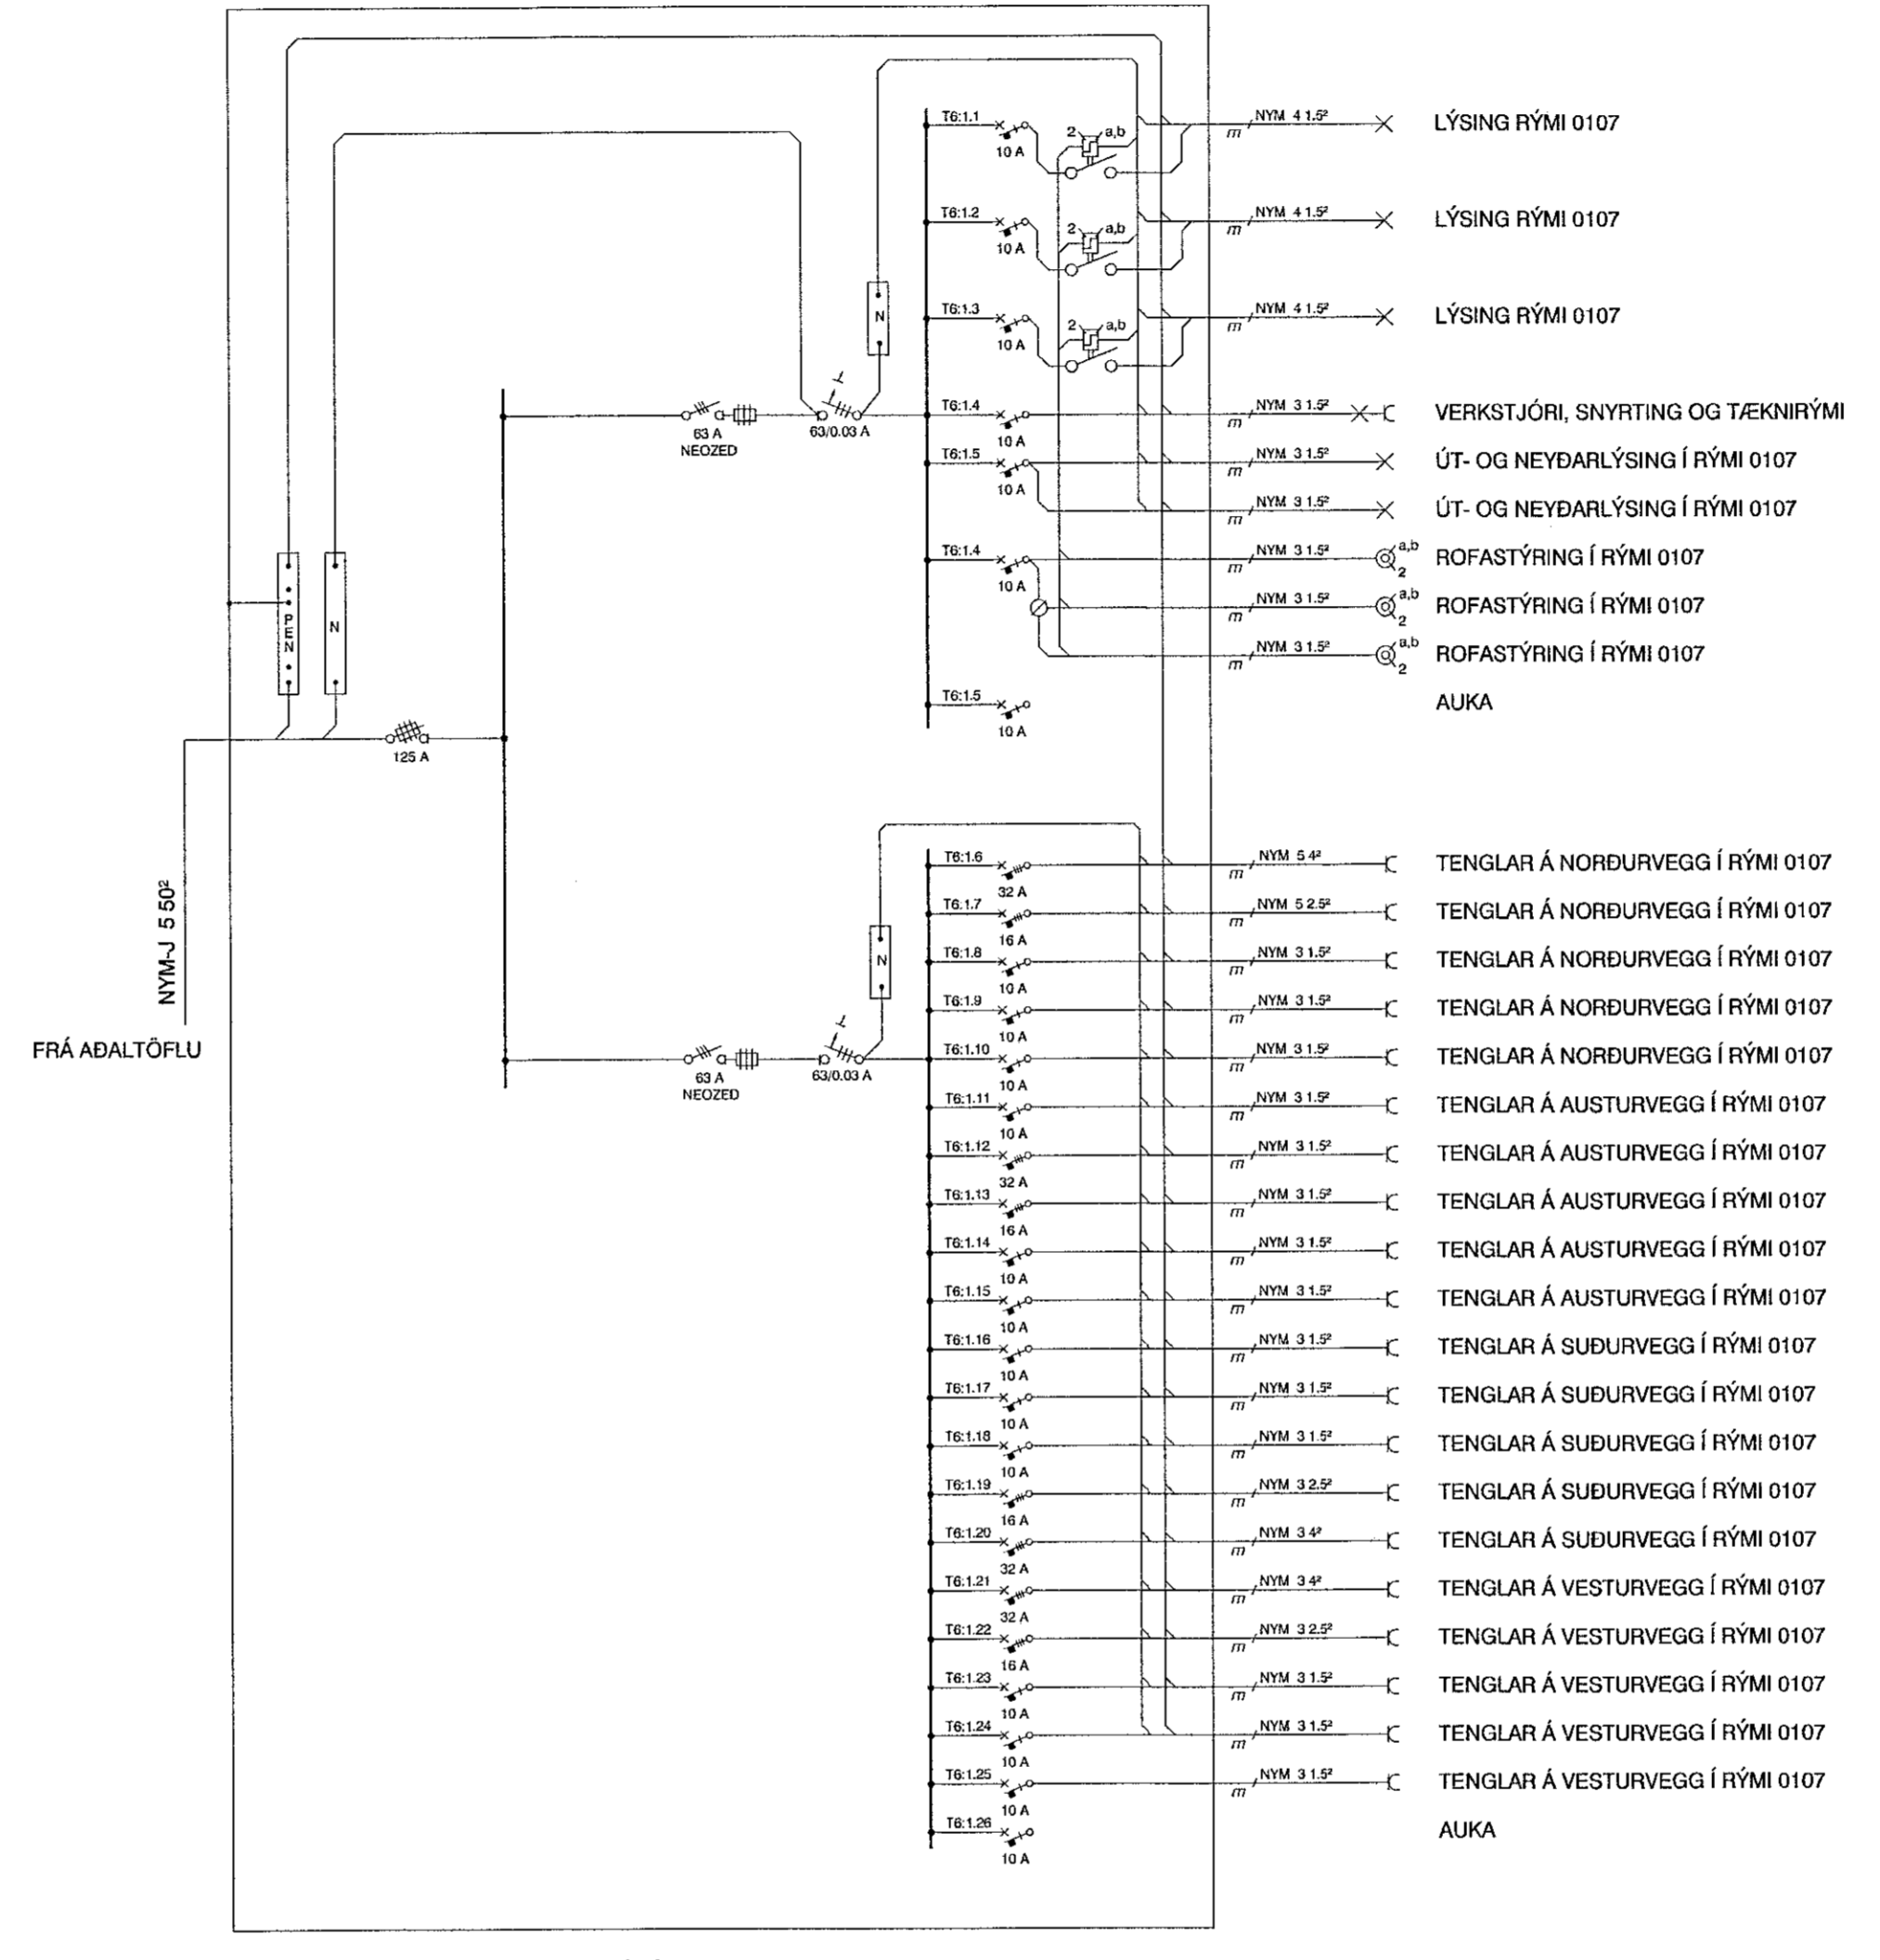 T6:1.1 10 A 2 a,b NYM 4 1.5² m LÝSING RÝMI 0107
T6:1.2 10 A 2 a,b NYM 4 1.5² m LÝSING RÝMI 0107
N
T6:1.3 10 A 2 a,b NYM 4 1.5² m LÝSING RÝMI 0107
63 A
NEOZED
63/0.03 A
T6:1.4 10 A NYM 3 1.5² m VERKSTJÓRI, SNYRTING OG TÆKNIRÝMI
T6:1.5 10 A NYM 3 1.5² m ÚT- OG NEYÐARLÝSING Í RÝMI 0107
NYM 3 1.5² m ÚT- OG NEYÐARLÝSING Í RÝMI 0107
T6:1.4 10 A NYM 3 1.5² m a,b 2 ROFASTÝRING Í RÝMI 0107
NYM 3 1.5² m a,b 2 ROFASTÝRING Í RÝMI 0107
NYM 3 1.5² m a,b 2 ROFASTÝRING Í RÝMI 0107
PEN
N
T6:1.5 10 A AUKA
125 A
NYM-J 5 50²
FRÁ AÐALTÖFLU
T6:1.6 32 A NYM 5 4² m TENGLAR Á NORÐURVEGG Í RÝMI 0107
T6:1.7 16 A NYM 5 2.5² m TENGLAR Á NORÐURVEGG Í RÝMI 0107
N
T6:1.8 10 A NYM 3 1.5² m TENGLAR Á NORÐURVEGG Í RÝMI 0107
T6:1.9 10 A NYM 3 1.5² m TENGLAR Á NORÐURVEGG Í RÝMI 0107
63 A
NEOZED
63/0.03 A
T6:1.10 10 A NYM 3 1.5² m TENGLAR Á NORÐURVEGG Í RÝMI 0107
T6:1.11 10 A NYM 3 1.5² m TENGLAR Á AUSTURVEGG Í RÝMI 0107
T6:1.12 32 A NYM 3 1.5² m TENGLAR Á AUSTURVEGG Í RÝMI 0107
T6:1.13 16 A NYM 3 1.5² m TENGLAR Á AUSTURVEGG Í RÝMI 0107
T6:1.14 10 A NYM 3 1.5² m TENGLAR Á AUSTURVEGG Í RÝMI 0107
T6:1.15 10 A NYM 3 1.5² m TENGLAR Á AUSTURVEGG Í RÝMI 0107
T6:1.16 10 A NYM 3 1.5² m TENGLAR Á SUÐURVEGG Í RÝMI 0107
T6:1.17 10 A NYM 3 1.5² m TENGLAR Á SUÐURVEGG Í RÝMI 0107
T6:1.18 10 A NYM 3 1.5² m TENGLAR Á SUÐURVEGG Í RÝMI 0107
T6:1.19 16 A NYM 3 2.5² m TENGLAR Á SUÐURVEGG Í RÝMI 0107
T6:1.20 32 A NYM 3 4² m TENGLAR Á SUÐURVEGG Í RÝMI 0107
T6:1.21 32 A NYM 3 4² m TENGLAR Á VESTURVEGG Í RÝMI 0107
T6:1.22 16 A NYM 3 2.5² m TENGLAR Á VESTURVEGG Í RÝMI 0107
T6:1.23 10 A NYM 3 1.5² m TENGLAR Á VESTURVEGG Í RÝMI 0107
T6:1.24 10 A NYM 3 1.5² m TENGLAR Á VESTURVEGG Í RÝMI 0107
T6:1.25 10 A NYM 3 1.5² m TENGLAR Á VESTURVEGG Í RÝMI 0107
T6:1.26 10 A AUKA